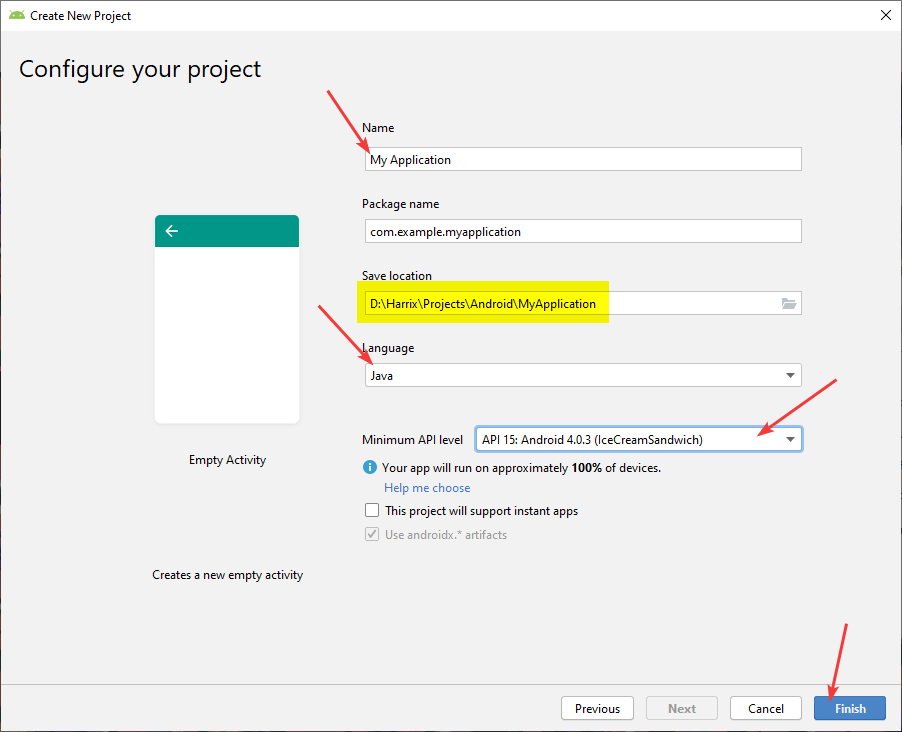 Create New Project
Configure your project
Name
My Application
Package name
com.example.myapplication
Save location
D:\Harrix\Projects\Android\MyApplication
Language
Java
Minimum API level API 15: Android 4.0.3 (IceCreamSandwich)
Your app will run on approximately 100% of devices.
Help me choose
This project will support instant apps
Use androidx.* artifacts
Empty Activity
Creates a new empty activity
Previous Next Cancel Finish